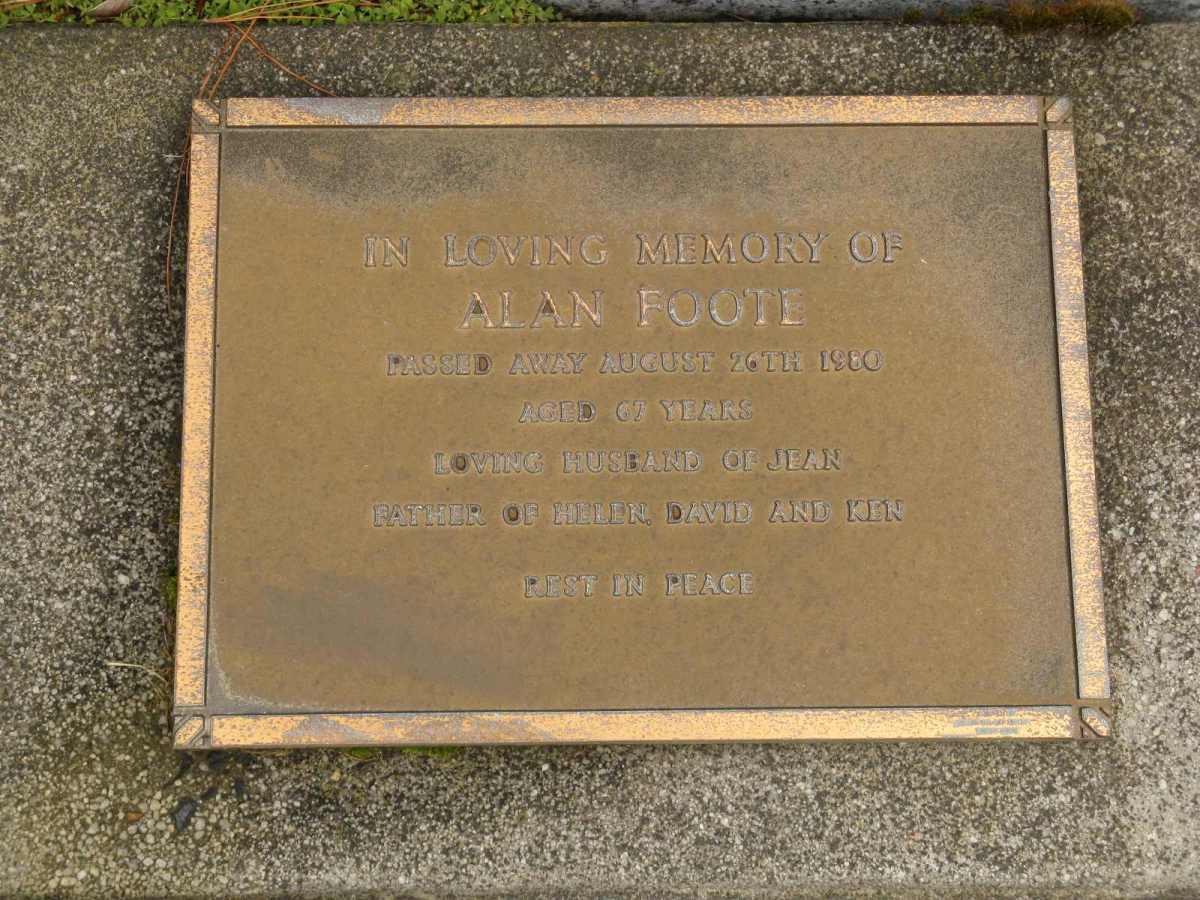 IN LOVING MEMORY OF
ALAN FOOTE
PASSED AWAY AUGUST 26TH 1980
AGED 67 YEARS
LOVING HUSBAND OF JEAN
FATHER OF HELEN, DAVID AND KEN
REST IN PEACE